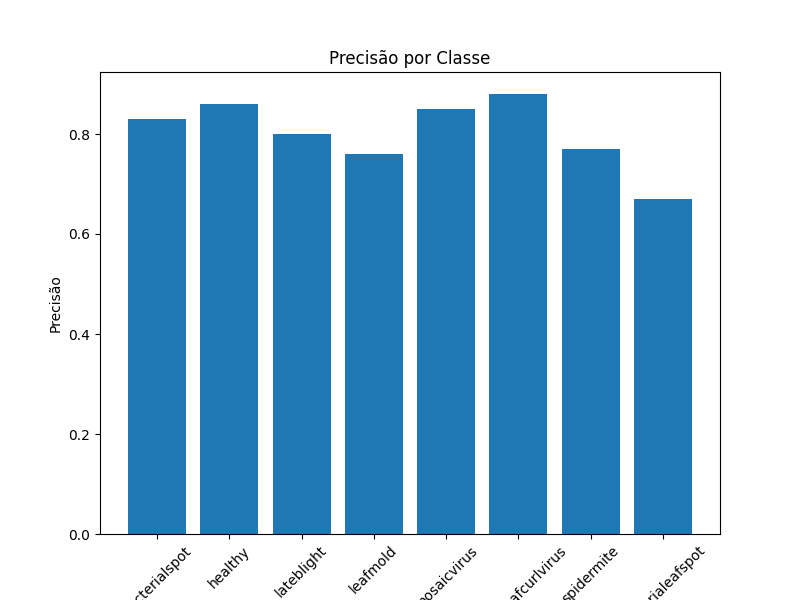 Precisão por Classe
Precisão
0.8
0.6
0.4
0.2
0.0
healthy
lateblight
leafmold
spidermite